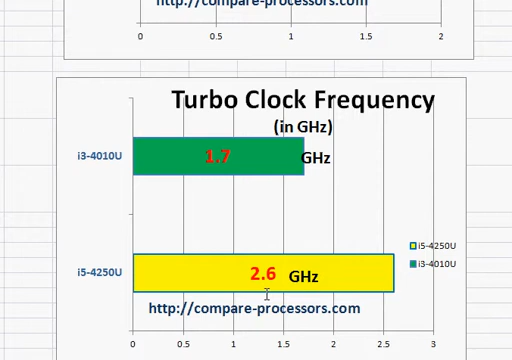 http://compare-processors.com
0 0.5 1 1.5 2
Turbo Clock Frequency
(in GHz)
i3-4010U 1.7 GHz
i5-4250U
i3-4010U
i5-4250U 2.6 GHz
http://compare-processors.com
0 0.5 1 1.5 2 2.5 3